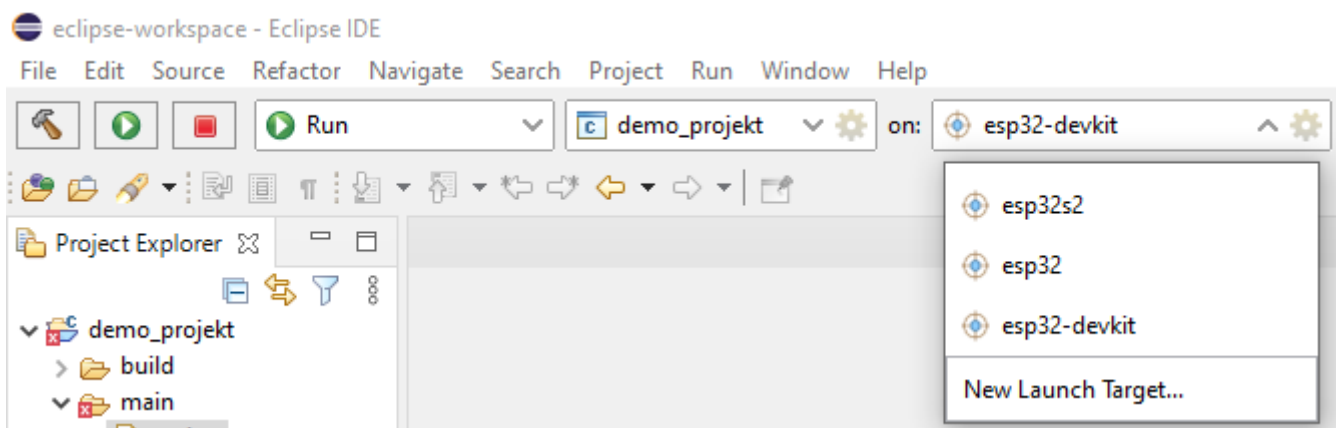 eclipse-workspace - Eclipse IDE
File Edit Source Refactor Navigate Search Project Run Window Help
Run demo_projekt on: esp32-devkit
esp32s2
Project Explorer
esp32
demo_projekt
esp32-devkit
build
New Launch Target...
main